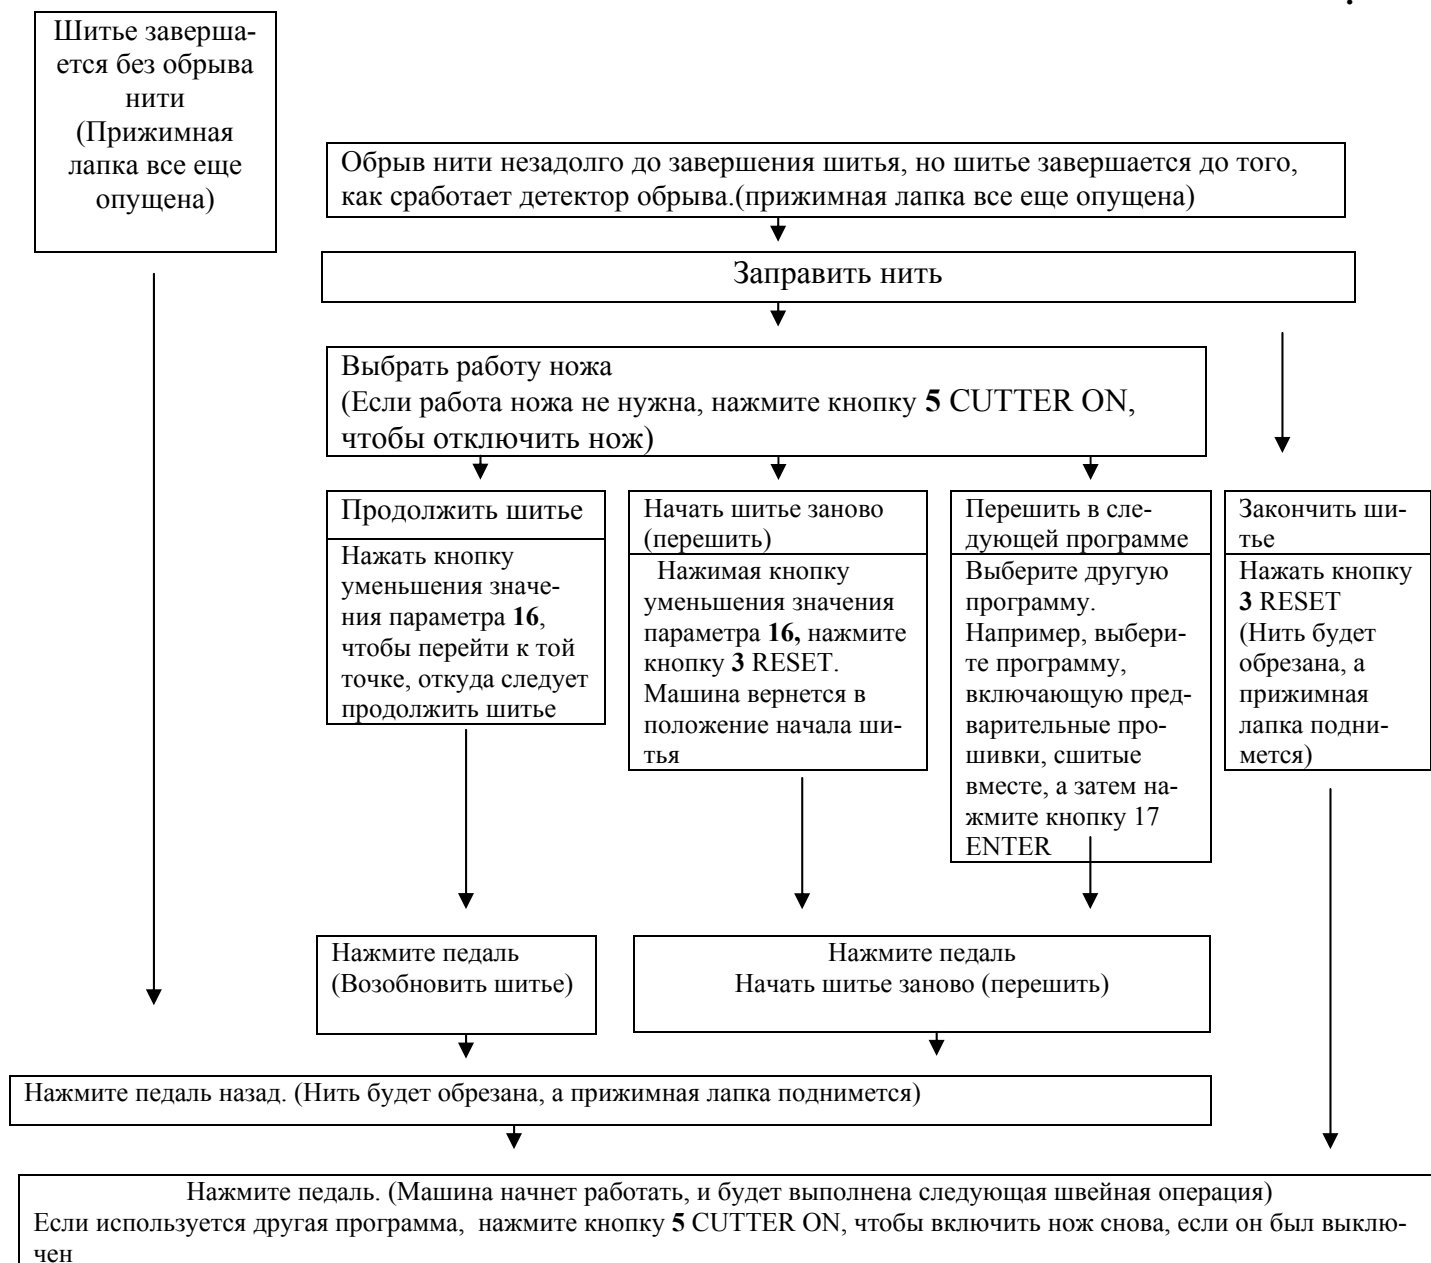 Шитье заверша-
ется без обрыва
нити
(Прижимная
лапка все еще
опущена)
Обрыв нити незадолго до завершения шитья, но шитье завершается до того,
как сработает детектор обрыва.(прижимная лапка все еще опущена)
Заправить нить
Выбрать работу ножа
(Если работа ножа не нужна, нажмите кнопку 5 CUTTER ON,
чтобы отключить нож)
Продолжить шитье
Нажать кнопку
уменьшения значе-
ния параметра 16,
чтобы перейти к той
точке, откуда следует
продолжить шитье
Начать шитье заново
(перешить)
Нажимая кнопку
уменьшения значения
параметра 16, нажмите
кнопку 3 RESET.
Машина вернется в
положение начала ши-
тья
Перешить в сле-
дующей программе
Выберите другую
программу.
Например, выбери-
те программу,
включающую пред-
варительные про-
шивки, сшитые
вместе, а затем на-
жмите кнопку 17
ENTER
Закончить ши-
тье
Нажать кнопку
3 RESET
(Нить будет
обрезана, а
прижимная
лапка подни-
мется)
Нажмите педаль
(Возобновить шитье)
Нажмите педаль
Начать шитье заново (перешить)
Нажмите педаль назад. (Нить будет обрезана, а прижимная лапка поднимется)
Нажмите педаль. (Машина начнет работать, и будет выполнена следующая швейная операция)
Если используется другая программа, нажмите кнопку 5 CUTTER ON, чтобы включить нож снова, если он был выклю-
чен